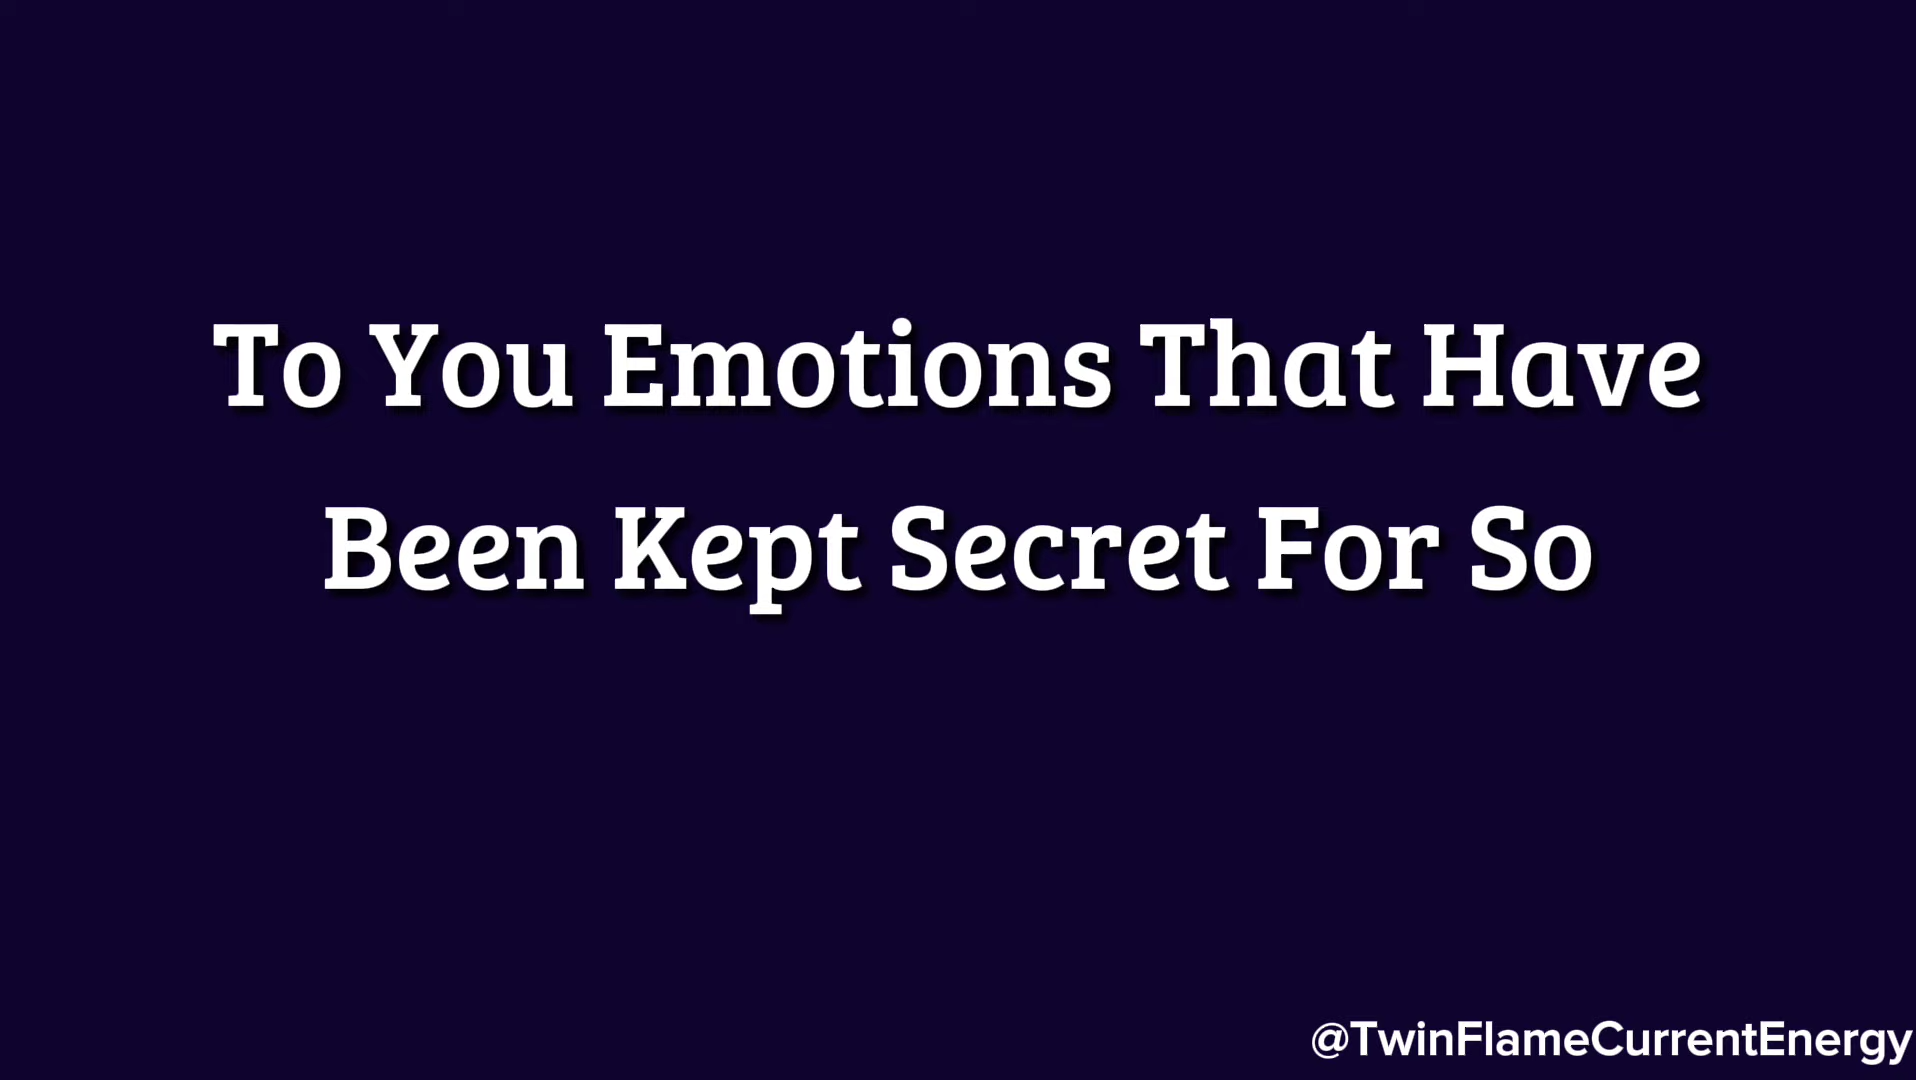 To You Emotions That Have
Been Kept Secret For So
@TwinFlameCurrentEnergy